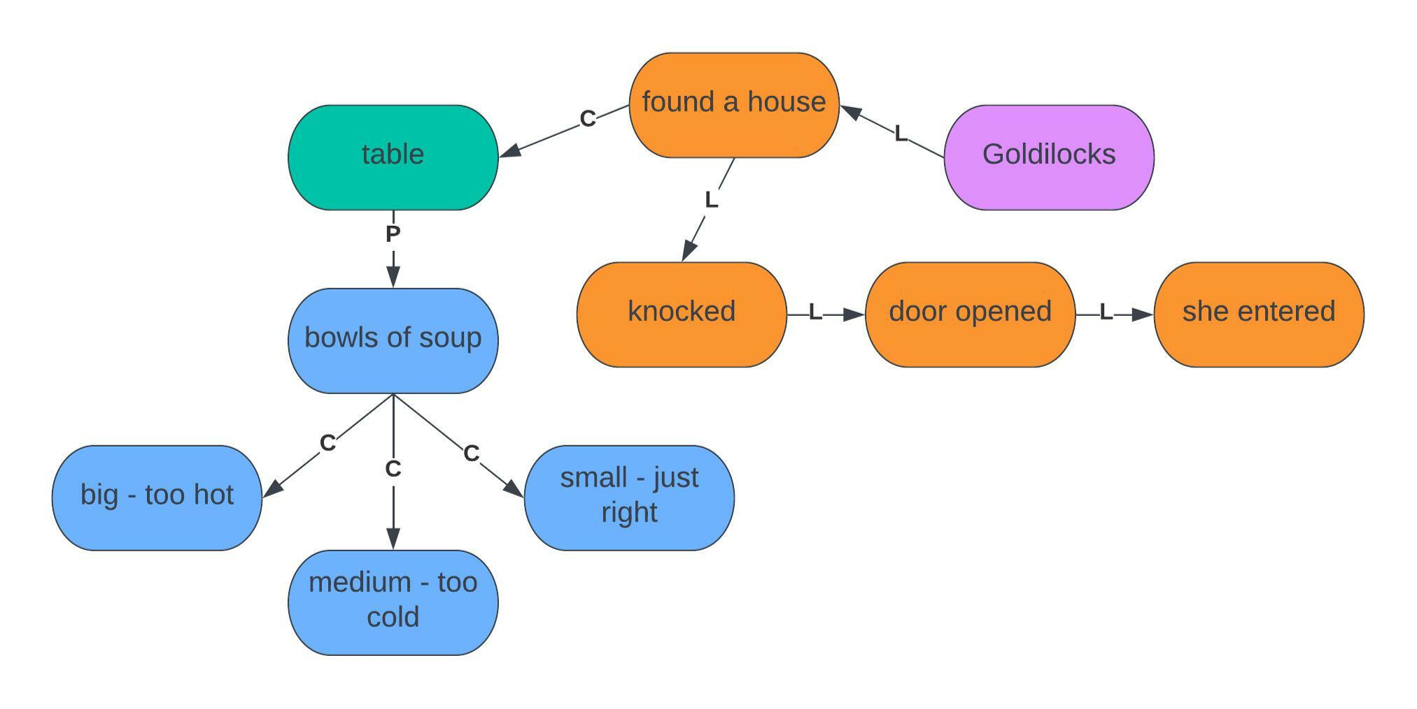 found a house
C
table
L
Goldilocks
L
P
knocked
L
door opened
L
she entered
bowls of soup
C
C
C
big - too hot
small - just
right
medium - too
cold